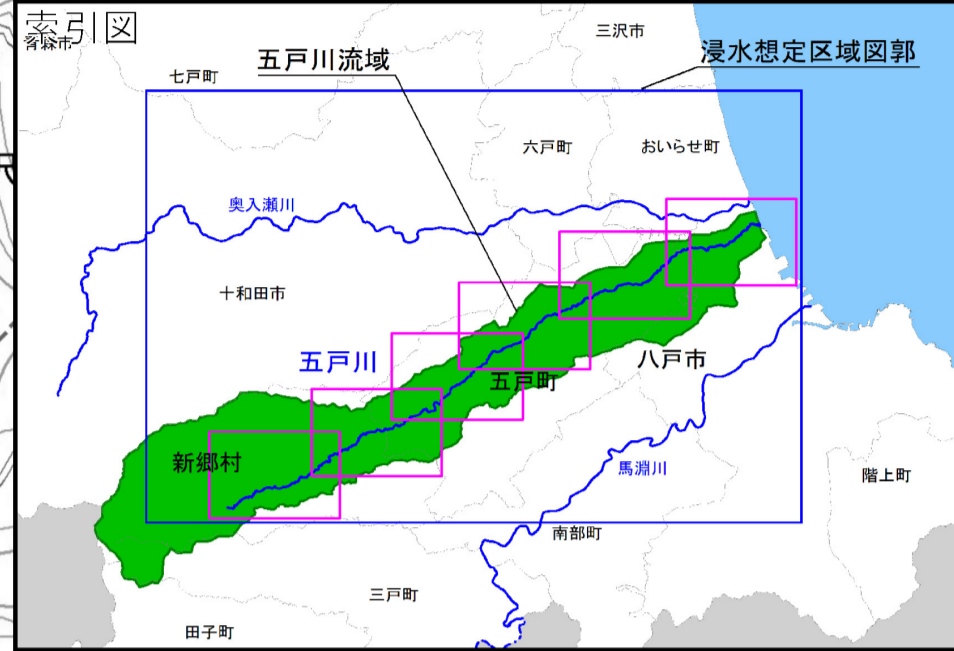 索引図
青森市
三沢市
五戸川流域
浸水想定区域図郭
七戸町
六戸町
おいらせ町
奥入瀬川
十和田市
五戸川
八戸市
五戸町
新郷村
馬淵川
階上町
南部町
三戸町
田子町